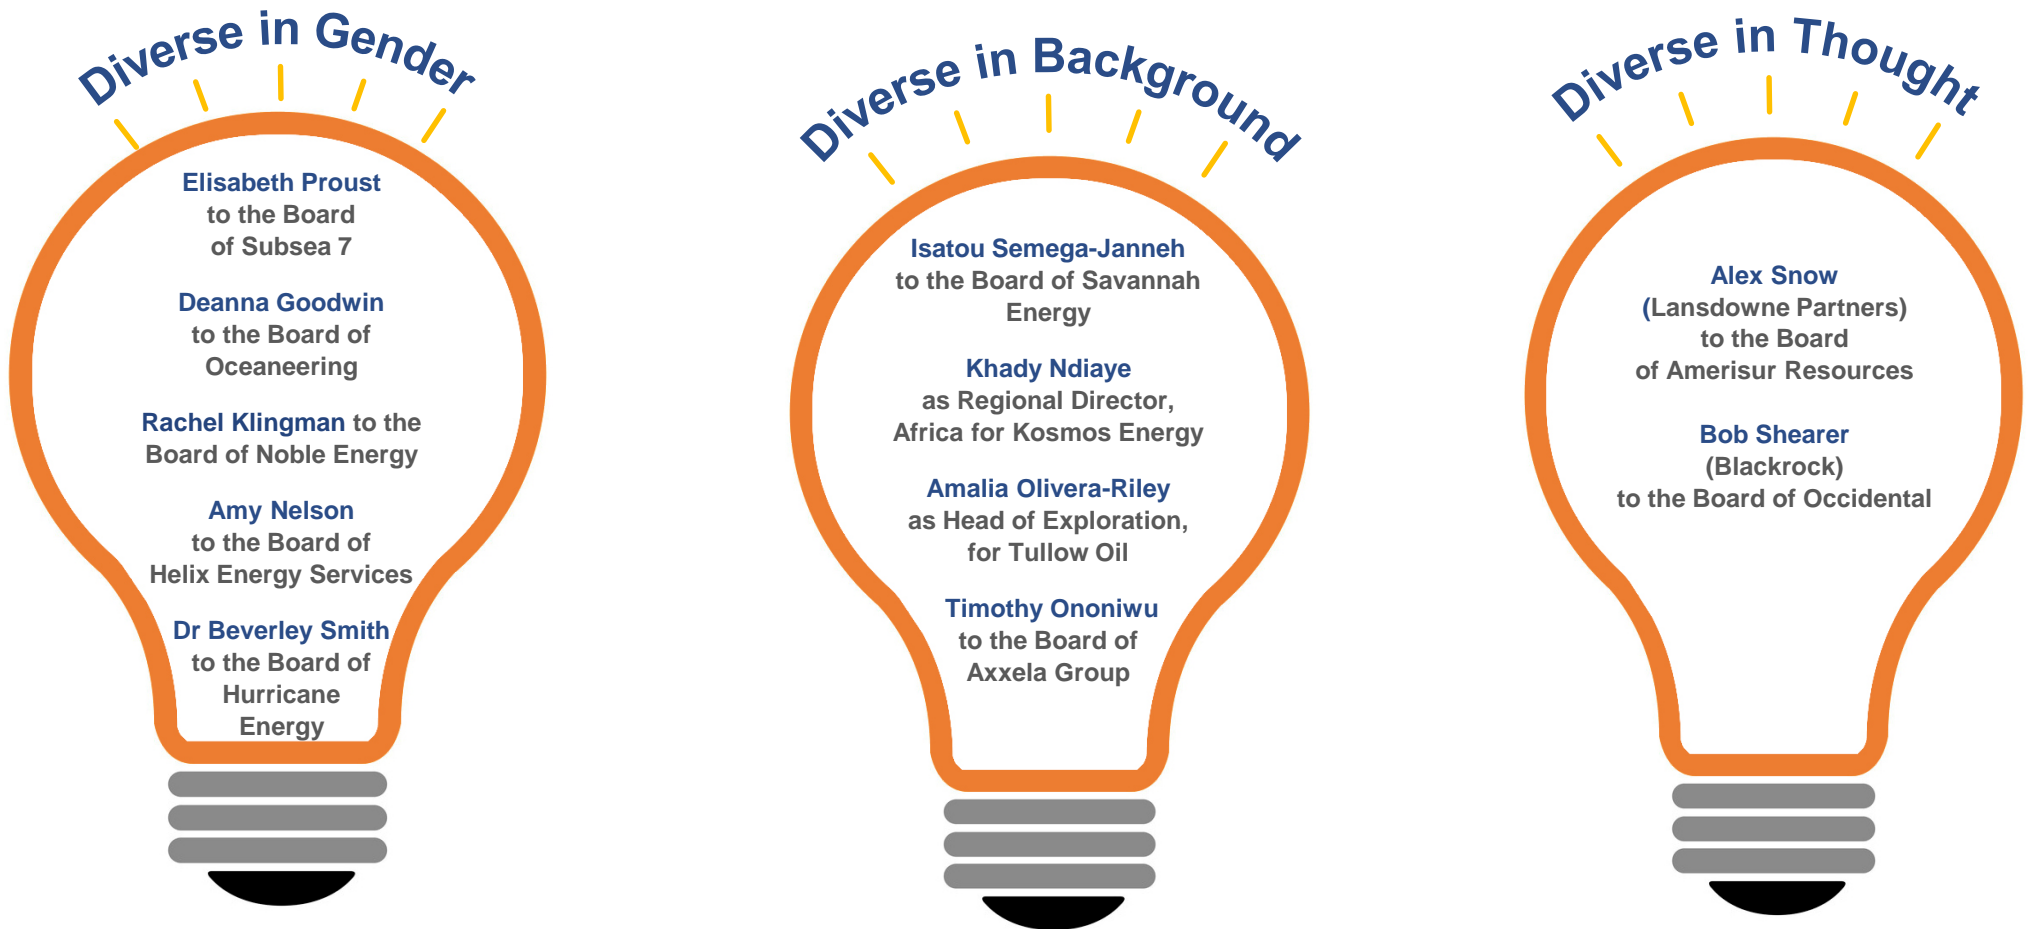 Diverse in Gender
Elisabeth Proust
to the Board
of Subsea 7
Deanna Goodwin
to the Board of
Oceaneering
Rachel Klingman to the
Board of Noble Energy
Amy Nelson
to the Board of
Helix Energy Services
Dr Beverley Smith
to the Board of
Hurricane
Energy
Diverse in Background
Isatou Semega-Janneh
to the Board of Savannah
Energy
Khady Ndiaye
as Regional Director,
Africa for Kosmos Energy
Amalia Olivera-Riley
as Head of Exploration,
for Tullow Oil
Timothy Ononiwu
to the Board of
Axxela Group
Diverse in Thought
Alex Snow
(Lansdowne Partners)
to the Board
of Amerisur Resources
Bob Shearer
(Blackrock)
to the Board of Occidental